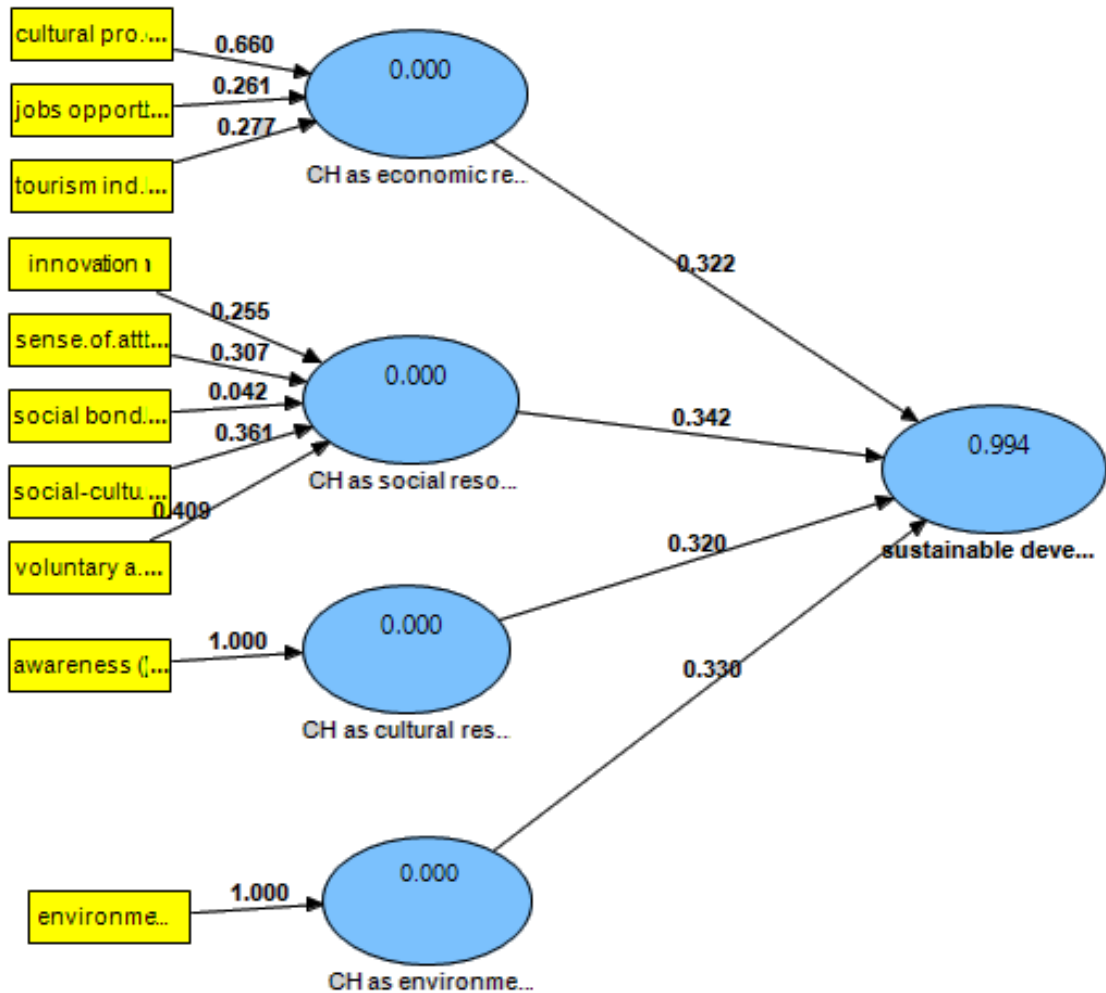 cultural pro....
0.660
0.000
jobs opportt...
0.261
0.277
tourism ind....
CH as economic re...
innovation
0.322
0.255
sense.of.attt...
0.307
0.000
social bond....
0.042
0.342
0.361
social-cultu...
CH as social reso...
0.409
voluntary a....
0.994
sustainable deve...
0.320
0.000
awareness (...
1.000
CH as cultural res...
0.330
0.000
environme...
1.000
CH as environme...